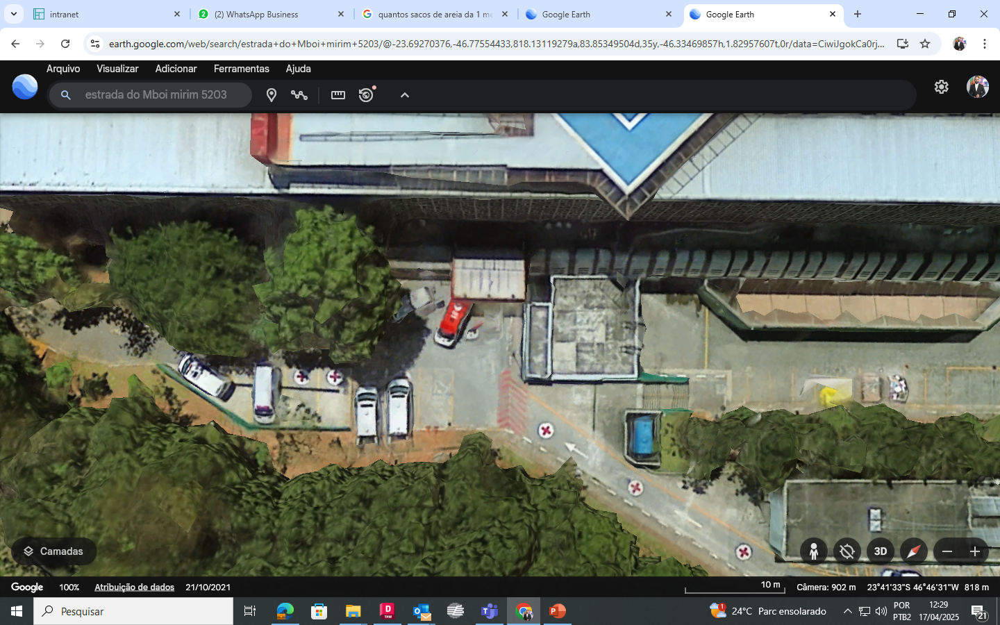 intranet
2
(2) WhatsApp Business
quantos sacos de areia da 1 me
Google Earth
Google Earth
earth.google.com/web/search/estrada+do+Mboi+mirim+5203/@-23.69270376,-46.77554433,818.13119279a,83.85349504d,35y,-46.33469857h,1.82957607t,0r/data=CiwiJgokCa0rj...
Arquivo Visualizar Adicionar Ferramentas Ajuda
estrada do Mboi mirim 5203
Camadas
3D
Google 100% Atribuição de dados 21/10/2021
10 m
Câmera: 902 m 23°41'33"S 46°46'31"W 818 m
Pesquisar
1
24°C Parc ensolarado
POR
PTB2
12:29
17/04/2025
21